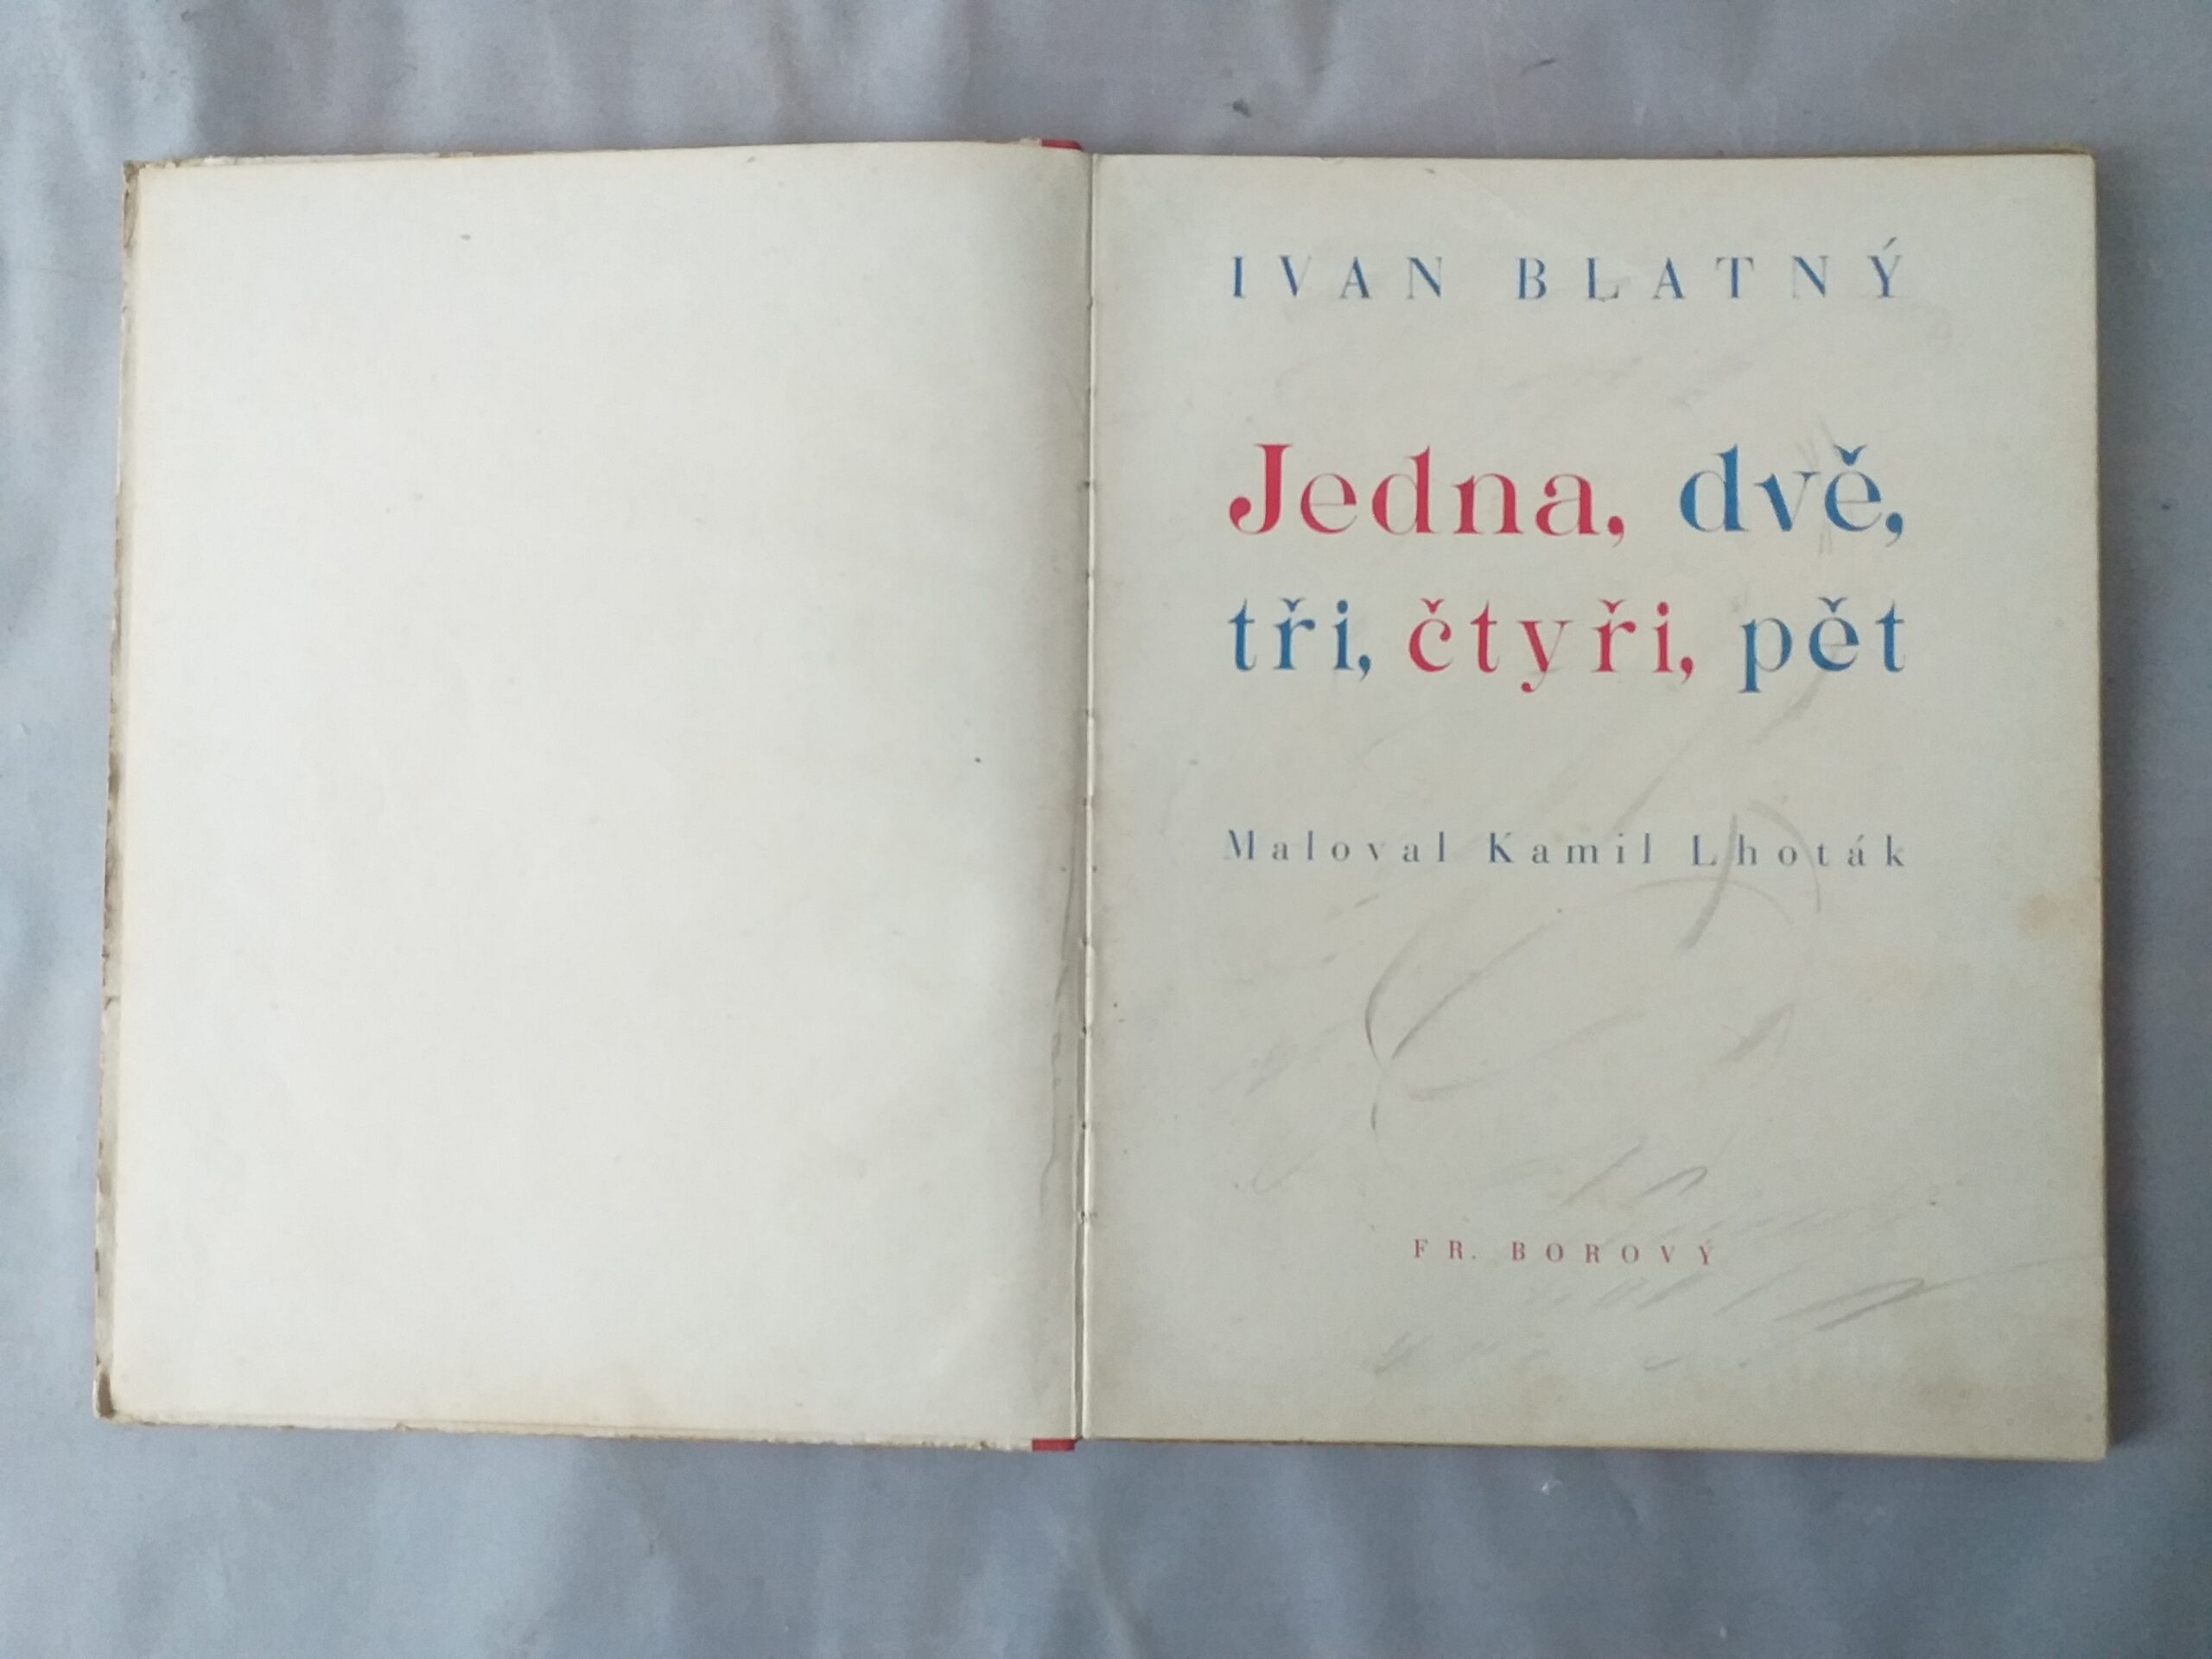 IVAN BLATNÝ
Jedna, dvě,
tři, čtyři, pět
Maloval Kamil Lhoták
FR. BOROVÝ